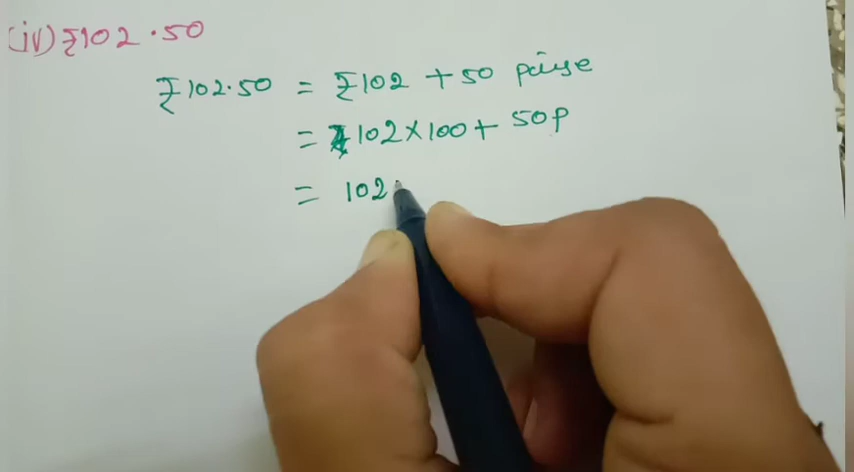 (iv) ₹102.50
₹102.50 = ₹102 + 50 paise
= 102×100 + 50p
= 102